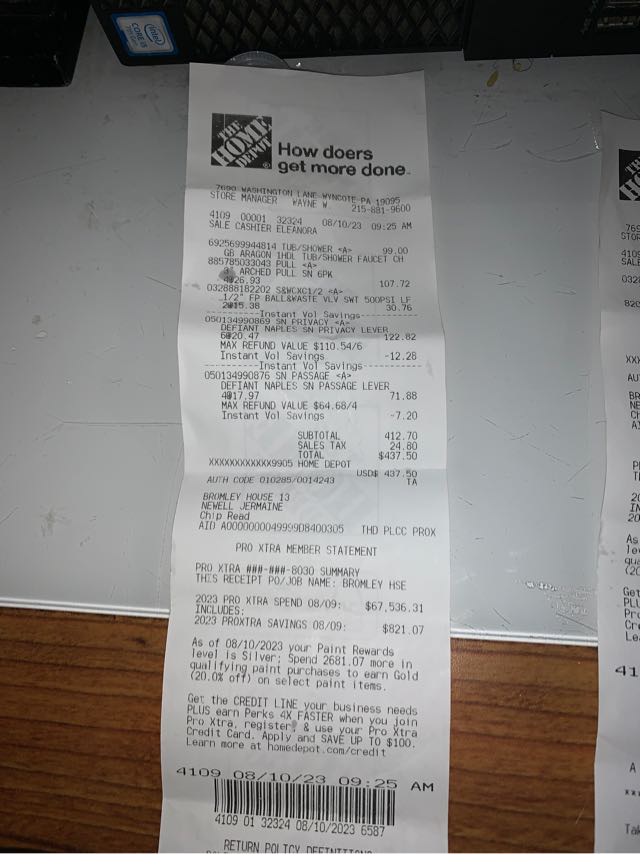 intel
CORE i5
THE
HOME
DEPOT
How doers
get more done.
7690 WASHINGTON LANE WYNCOTE PA 19095
STORE MANAGER WAYNE W 215-881-9600
4109 00001 32324 08/10/23 09:25 AM
SALE CASHIER ELEANORA
6925699944814 TUB/SHOWER <A> 99.00
GB ARAGON 1HDL TUB/SHOWER FAUCET CH
885785033043 PULL <A>
ARCHED PULL SN 6PK
4@26.93 107.72
032888182202 S&WCXC1/2 <A>
1/2" FP BALL&WASTE VLV SWT 500PSI LF
2@15.38 30.76
----------Instant Vol Savings----------
050134990869 SN PRIVACY <A>
DEFIANT NAPLES SN PRIVACY LEVER
6@20.47 122.82
MAX REFUND VALUE $110.54/6
Instant Vol Savings -12.28
----------Instant Vol Savings----------
050134990876 SN PASSAGE <A>
DEFIANT NAPLES SN PASSAGE LEVER
4@17.97 71.88
MAX REFUND VALUE $64.68/4
Instant Vol Savings -7.20
SUBTOTAL 412.70
SALES TAX 24.80
TOTAL $437.50
XXXXXXXXXXXX9905 HOME DEPOT
USD$ 437.50
AUTH CODE 010285/0014243 TA
BROMLEY HOUSE 13
NEWELL JERMAINE
Chip Read
AID A0000000049999D8400305 THD PLCC PROX
PRO XTRA MEMBER STATEMENT
PRO XTRA ###-###-8030 SUMMARY
THIS RECEIPT PO/JOB NAME: BROMLEY HSE
2023 PRO XTRA SPEND 08/09: $67,536.31
INCLUDES:
2023 PROXTRA SAVINGS 08/09: $821.07
As of 08/10/2023 your Paint Rewards
level is Silver; Spend 2681.07 more in
qualifying paint purchases to earn Gold
(20.0% off) on select paint items.
Get the CREDIT LINE your business needs
PLUS earn Perks 4X FASTER when you join
Pro Xtra, register & use your Pro Xtra
Credit Card. Apply and SAVE UP TO $100.
Learn more at homedepot.com/credit
4109 08/10/23 09:25 AM
4109 01 32324 08/10/2023 6587
RETURN POLICY DEFINITIONS